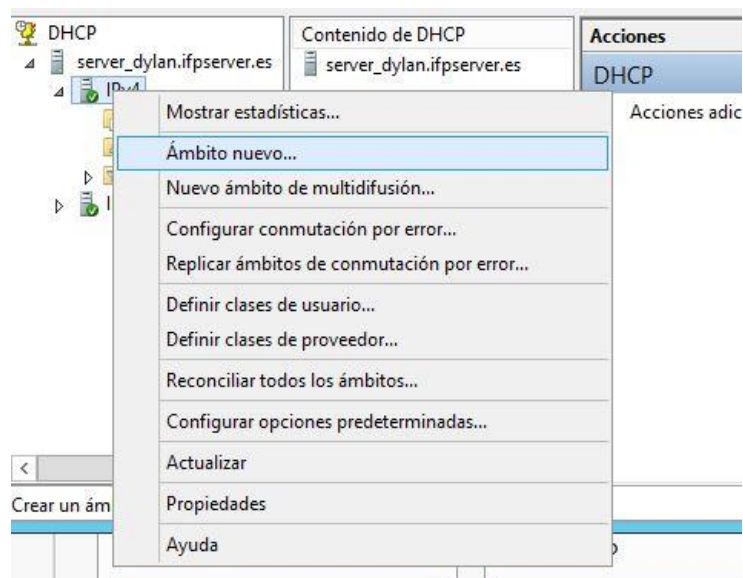 DHCP
server_dylan.ifpserver.es
IPv4
Contenido de DHCP
server_dylan.ifpserver.es
Acciones
DHCP
Acciones adic
Mostrar estadísticas...
Ámbito nuevo...
Nuevo ámbito de multidifusión...
Configurar conmutación por error...
Replicar ámbitos de conmutación por error...
Definir clases de usuario...
Definir clases de proveedor...
Reconciliar todos los ámbitos...
Configurar opciones predeterminadas...
Actualizar
Propiedades
Ayuda
Crear un ám